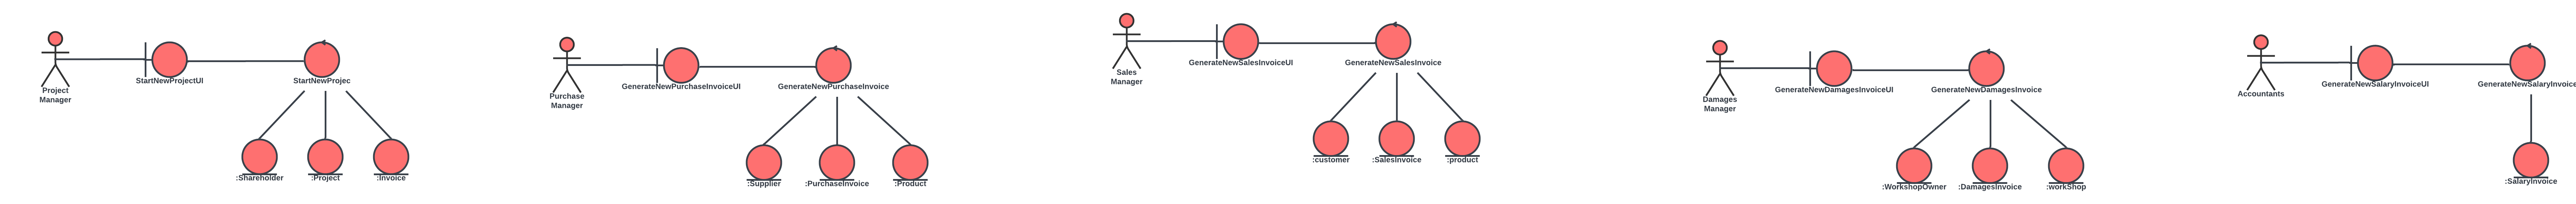 Project
Manager
StartNewProjectUI
StartNewProjec
:Shareholder
:Project
:Invoice
Purchase
Manager
GenerateNewPurchaseInvoiceUI
GenerateNewPurchaseInvoice
:Supplier
:PurchaseInvoice
:Product
Sales
Manager
GenerateNewSalesInvoiceUI
GenerateNewSalesInvoice
:customer
:SalesInvoice
:product
Damages
Manager
GenerateNewDamagesInvoiceUI
GenerateNewDamagesInvoice
:WorkshopOwner
:DamagesInvoice
:workShop
Accountants
GenerateNewSalaryInvoiceUI
GenerateNewSalaryInvoice
:SalaryInvoice